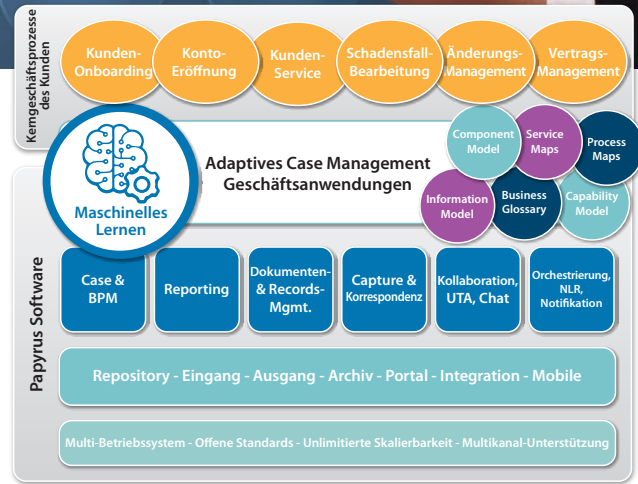 Kerngeschäftsprozesse
des Kunden
Kunden-
Onboarding
Konto-
Eröffnung
Kunden-
Service
Schadensfall-
Bearbeitung
Änderungs-
Management
Vertrags-
Management
Maschinelles
Lernen
Adaptives Case Management
Geschäftsanwendungen
Component
Model
Service
Maps
Process
Maps
Information
Model
Business
Glossary
Capability
Model
Papyrus Software
Case &
BPM
Reporting
Dokumenten-
& Records-
Mgmt.
Capture &
Korrespondenz
Kollaboration,
UTA, Chat
Orchestrierung,
NLR,
Notifikation
Repository - Eingang - Ausgang - Archiv - Portal - Integration - Mobile
Multi-Betriebssystem - Offene Standards - Unlimitierte Skalierbarkeit - Multikanal-Unterstützung